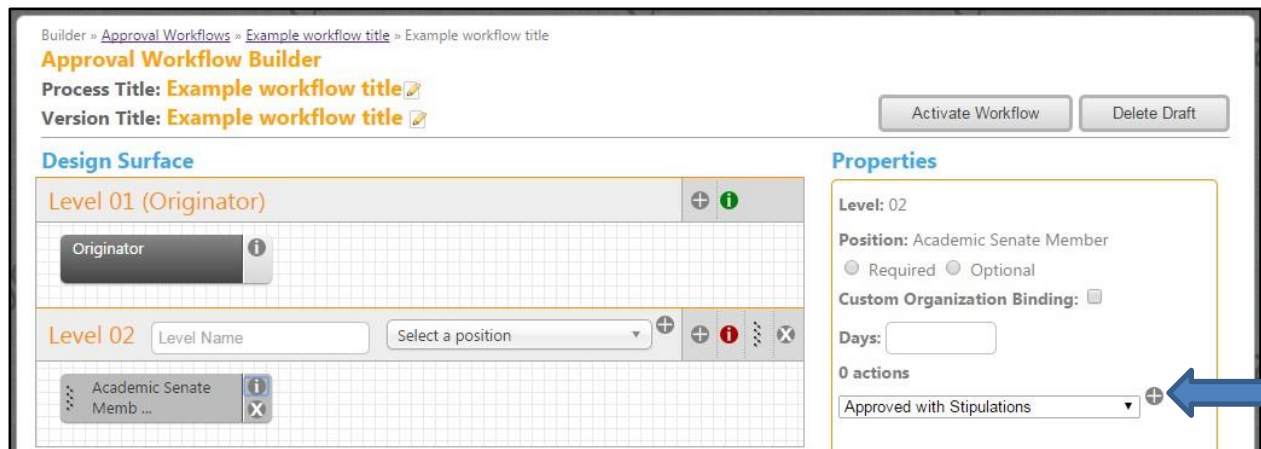 Builder » Approval Workflows » Example workflow title » Example workflow title
Approval Workflow Builder
Process Title: Example workflow title
Version Title: Example workflow title
Activate Workflow
Delete Draft
Design Surface
Level 01 (Originator)
Originator
Level 02
Level Name
Select a position
Academic Senate
Memb ...
Properties
Level: 02
Position: Academic Senate Member
Required Optional
Custom Organization Binding:
Days:
0 actions
Approved with Stipulations